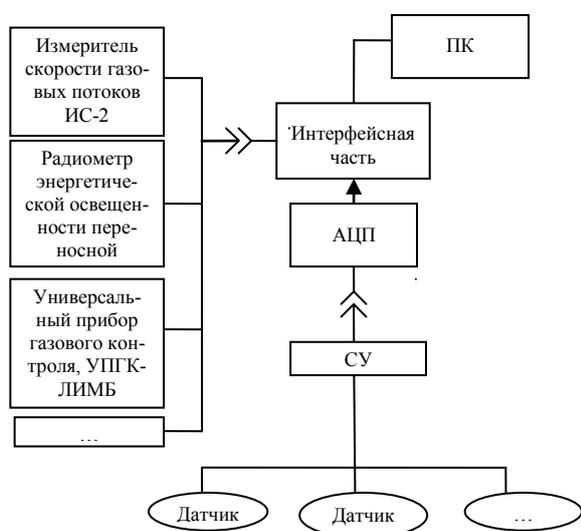 Измеритель
скорости газо-
вых потоков
ИС-2
ПК
Интерфейсная
часть
Радиометр
энергетиче-
ской освещен-
ности пере-
носной
АЦП
Универсаль-
ный прибор
газового кон-
троля, УПГК-
ЛИМБ
СУ
…
Датчик
Датчик
…